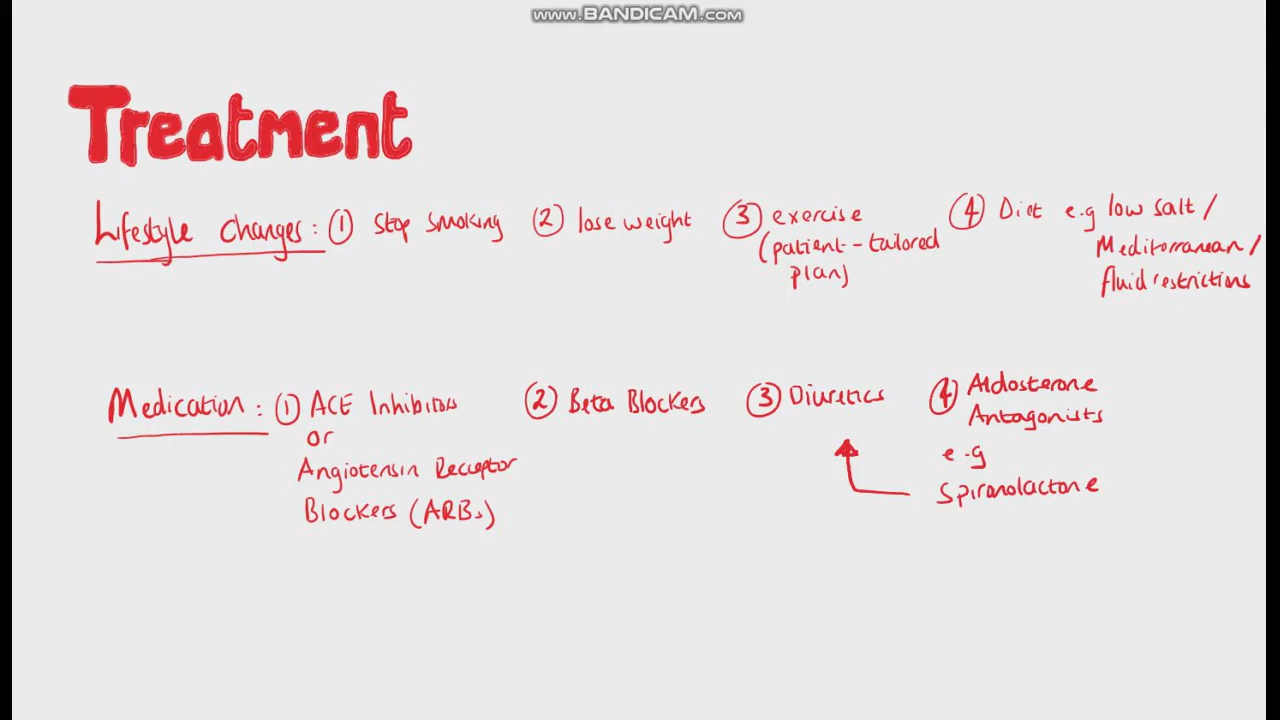 www.BANDICAM.com
Treatment
Lifestyle Changes: ① Stop smoking ② lose weight ③ exercise (patient-tailored plan) ④ Diet e.g low salt / Mediterranean / fluid restrictions
Medication: ① ACE Inhibitors or Angiotensin Receptor Blockers (ARBs) ② Beta Blockers ③ Diuretics ④ Aldosterone Antagonists e-g Spironolactone